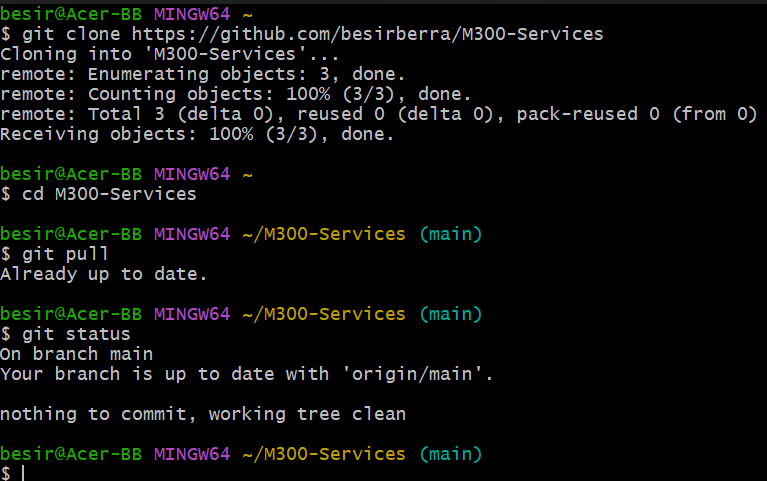 besir@Acer-BB MINGW64 ~
$ git clone https://github.com/besirberra/M300-Services
Cloning into 'M300-Services'...
remote: Enumerating objects: 3, done.
remote: Counting objects: 100% (3/3), done.
remote: Total 3 (delta 0), reused 0 (delta 0), pack-reused 0 (from 0)
Receiving objects: 100% (3/3), done.
besir@Acer-BB MINGW64 ~
$ cd M300-Services
besir@Acer-BB MINGW64 ~/M300-Services (main)
$ git pull
Already up to date.
besir@Acer-BB MINGW64 ~/M300-Services (main)
$ git status
On branch main
Your branch is up to date with 'origin/main'.
nothing to commit, working tree clean
besir@Acer-BB MINGW64 ~/M300-Services (main)
$